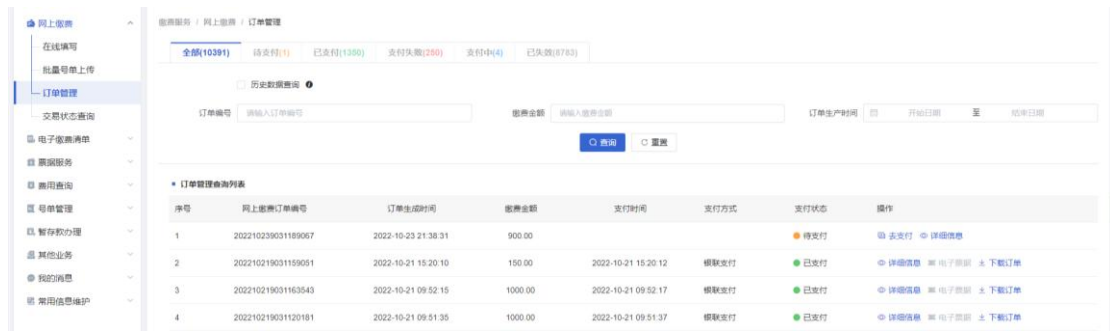 网上缴费
缴费服务 / 网上缴费 / 订单管理
在线填写
批量号单上传
订单管理
交易状态查询
电子缴费清单
票据服务
费用查询
号单管理
暂存款办理
其他业务
我的消息
常用信息维护
全部(10391) 待支付(1) 已支付(1350) 支付失败(250) 支付中(4) 已失效(8783)
历史数据查询
订单编号 请输入订单编号 缴费金额 请输入缴费金额 订单生产时间 开始日期 至 结束日期
查询 重置
订单管理查询列表
序号 网上缴费订单编号 订单生成时间 缴费金额 支付时间 支付方式 支付状态 操作
1 202210239031189067 2022-10-23 21:38:31 900.00 待支付 去支付 详细信息
2 202210219031159051 2022-10-21 15:20:10 150.00 2022-10-21 15:20:12 银联支付 已支付 详细信息 电子票据 下载订单
3 202210219031163543 2022-10-21 09:52:15 1000.00 2022-10-21 09:52:17 银联支付 已支付 详细信息 电子票据 下载订单
4 202210219031120181 2022-10-21 09:51:35 1000.00 2022-10-21 09:51:37 银联支付 已支付 详细信息 电子票据 下载订单